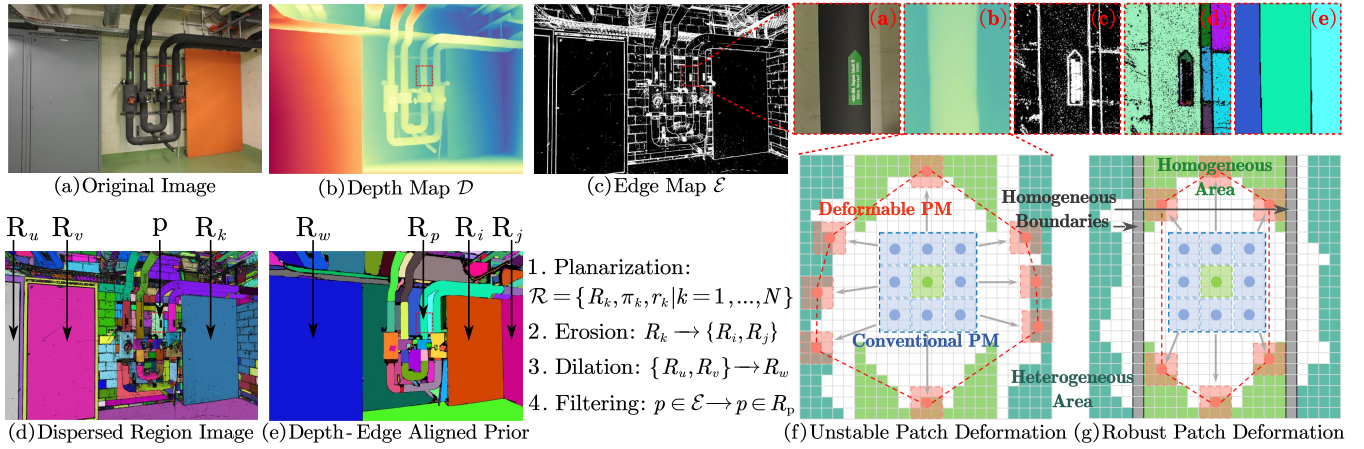 (a) (b) (c) (d) (e)
(a) Original Image
(b) Depth Map 𝒟
(c) Edge Map ℰ
R_u R_v p R_k
R_w R_p R_i R_j
(d) Dispersed Region Image
(e) Depth-Edge Aligned Prior
1. Planarization:
ℛ = {R_k, π_k, r_k | k = 1, ..., N}
2. Erosion: R_k → {R_i, R_j}
3. Dilation: {R_u, R_v} → R_w
4. Filtering: p ∈ ℰ → p ∈ R_p
Deformable PM
Conventional PM
Heterogeneous
Area
Homogeneous
Boundaries
Homogeneous
Area
(f) Unstable Patch Deformation
(g) Robust Patch Deformation